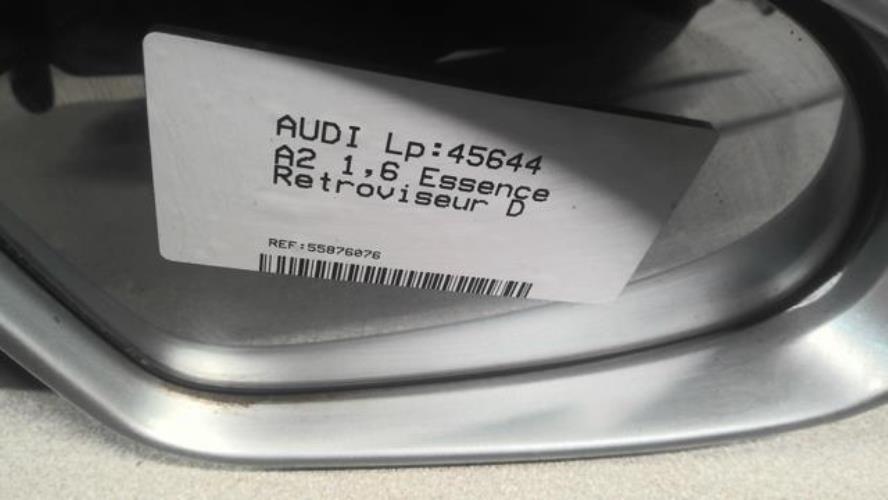 AUDI Lp:45644
A2 1,6 Essence
Retroviseur D
REF:55876076